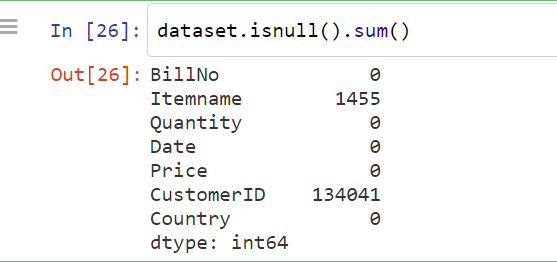 In [26]: dataset.isnull().sum()
Out[26]: BillNo 0
Itemname 1455
Quantity 0
Date 0
Price 0
CustomerID 134041
Country 0
dtype: int64